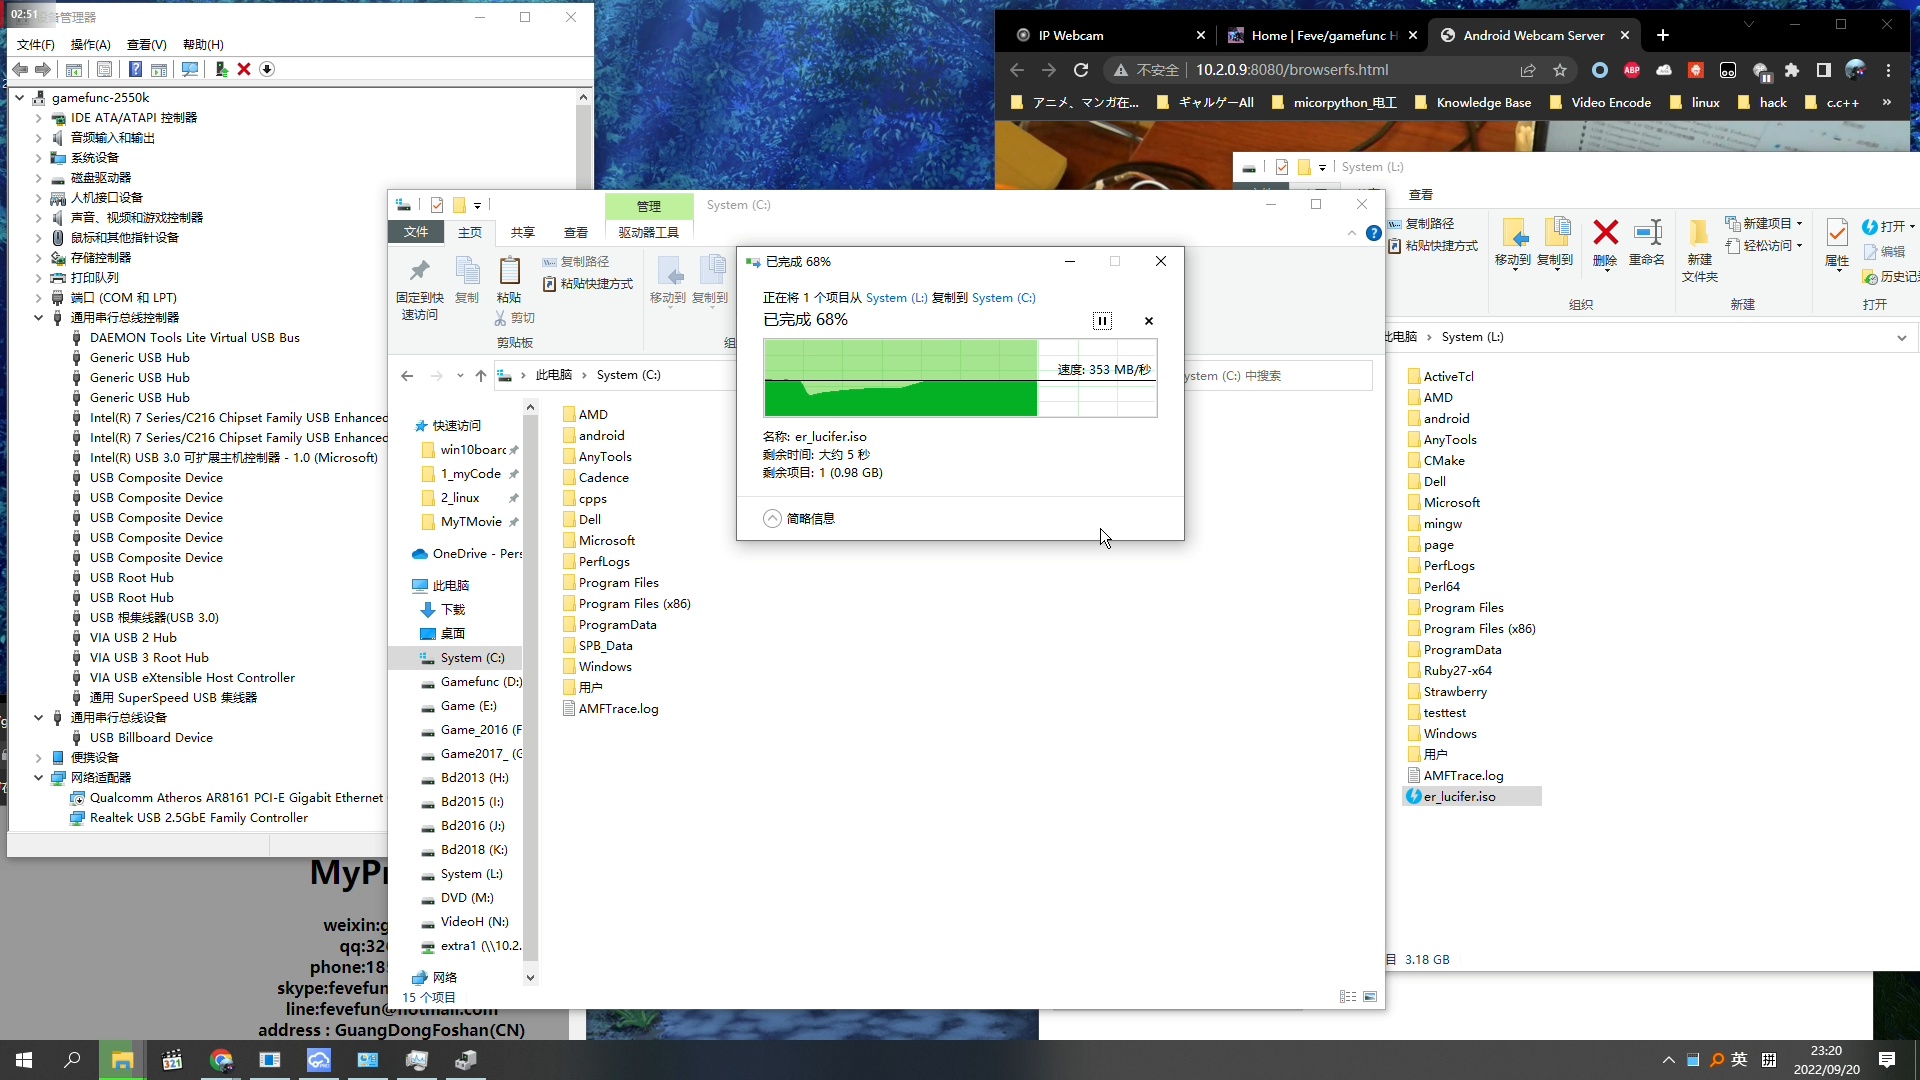 02:51
设备管理器
文件(F) 操作(A) 查看(V) 帮助(H)
gamefunc-2550k
IDE ATA/ATAPI 控制器
音频输入和输出
系统设备
磁盘驱动器
人机接口设备
声音、视频和游戏控制器
鼠标和其他指针设备
存储控制器
打印队列
端口 (COM 和 LPT)
通用串行总线控制器
DAEMON Tools Lite Virtual USB Bus
Generic USB Hub
Generic USB Hub
Generic USB Hub
Intel(R) 7 Series/C216 Chipset Family USB Enhanced
Intel(R) 7 Series/C216 Chipset Family USB Enhanced
Intel(R) USB 3.0 可扩展主机控制器 - 1.0 (Microsoft)
USB Composite Device
USB Composite Device
USB Composite Device
USB Composite Device
USB Composite Device
USB Root Hub
USB Root Hub
USB 根集线器(USB 3.0)
VIA USB 2 Hub
VIA USB 3 Root Hub
VIA USB eXtensible Host Controller
通用 SuperSpeed USB 集线器
通用串行总线设备
USB Billboard Device
便携设备
网络适配器
Qualcomm Atheros AR8161 PCI-E Gigabit Ethernet
Realtek USB 2.5GbE Family Controller
MyPr
weixin:g
qq:326
phone:185
skype:fevefun
line:fevefun@hotmail.com
address : GuangDongFoshan(CN)
管理 System (C:)
文件 主页 共享 查看 驱动器工具
固定到快速访问
复制
粘贴
复制路径
粘贴快捷方式
剪切
剪贴板
移动到 复制到
组
此电脑 › System (C:)
ystem (C:) 中搜索
快速访问
win10board
1_myCode
2_linux
MyTMovie
OneDrive - Pers
此电脑
下载
桌面
System (C:)
Gamefunc (D:)
Game (E:)
Game_2016 (F
Game2017_ (G
Bd2013 (H:)
Bd2015 (I:)
Bd2016 (J:)
Bd2018 (K:)
System (L:)
DVD (M:)
VideoH (N:)
extra1 (\\10.2.
网络
15 个项目
AMD
android
AnyTools
Cadence
cpps
Dell
Microsoft
PerfLogs
Program Files
Program Files (x86)
ProgramData
SPB_Data
Windows
用户
AMFTrace.log
已完成 68%
正在将 1 个项目从 System (L:) 复制到 System (C:)
已完成 68%
速度: 353 MB/秒
名称: er_lucifer.iso
剩余时间: 大约 5 秒
剩余项目: 1 (0.98 GB)
简略信息
IP Webcam
Home | Feve/gamefunc H
Android Webcam Server
不安全 10.2.0.9:8080/browserfs.html
アニメ、マンガ在... ギャルゲーAll micorpython_电工 Knowledge Base Video Encode linux hack c.c++ »
System (L:)
查看
复制路径
粘贴快捷方式
移动到 复制到 删除 重命名
组织
新建文件夹
新建项目
轻松访问
新建
属性
打开
编辑
历史记
打开
此电脑 › System (L:)
ActiveTcl
AMD
android
AnyTools
CMake
Dell
Microsoft
mingw
page
PerfLogs
Perl64
Program Files
Program Files (x86)
ProgramData
Ruby27-x64
Strawberry
testtest
Windows
用户
AMFTrace.log
er_lucifer.iso
目 3.18 GB
321
英
拼
23:20
2022/09/20